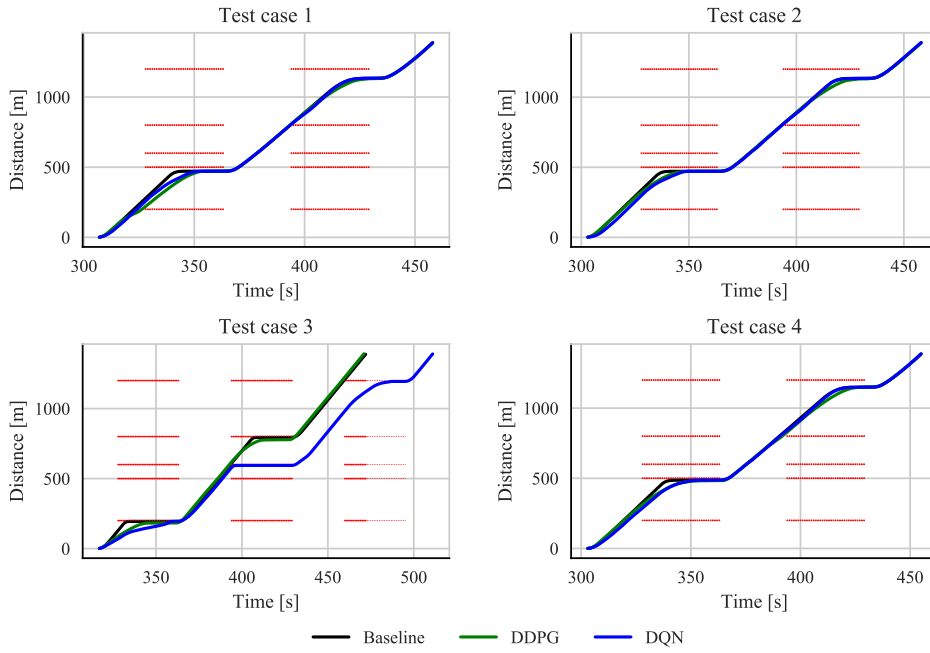 Test case 1
Test case 2
1000
500
0
Distance [m]
300
350
400
450
Time [s]
1000
500
0
Distance [m]
300
350
400
450
Time [s]
Test case 3
Test case 4
1000
500
0
Distance [m]
350
400
450
500
Time [s]
1000
500
0
Distance [m]
300
350
400
450
Time [s]
Baseline
DDPG
DQN